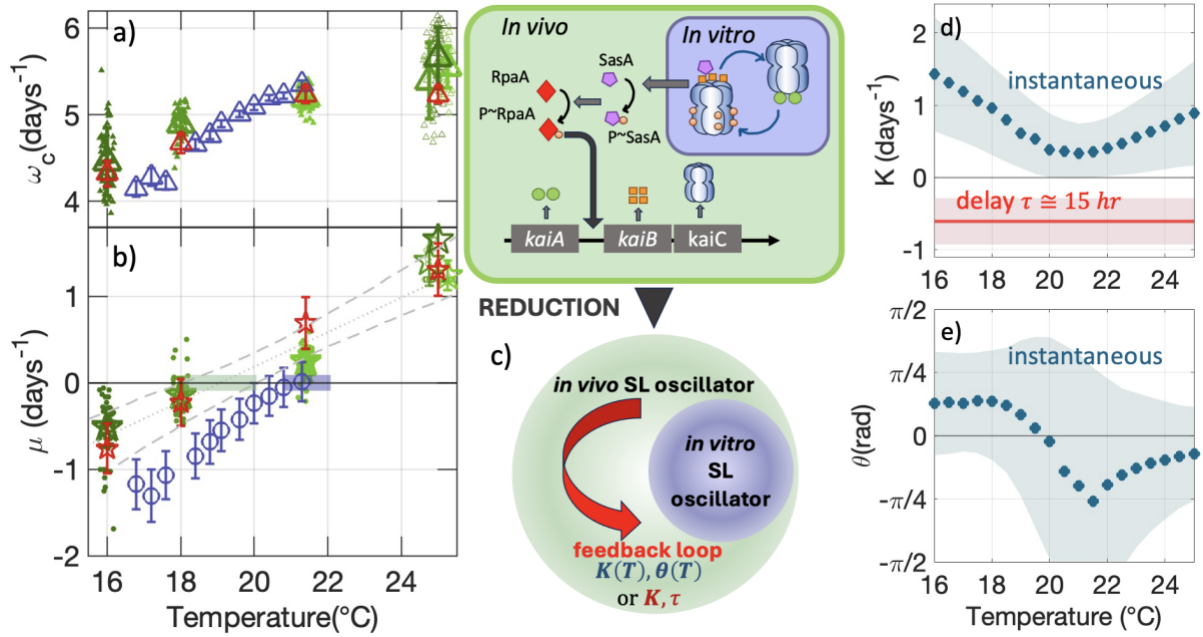 a)
ω_c(days⁻¹)
6
5
4
b)
μ (days⁻¹)
1
0
-1
-2
16
18
20
22
24
Temperature(°C)
In vivo
In vitro
RpaA
SasA
P~RpaA
P~SasA
kaiA
kaiB
kaiC
REDUCTION
c)
in vivo SL oscillator
in vitro
SL
oscillator
feedback loop
K(T), θ(T)
or K, τ
d)
K (days⁻¹)
2
1
0
-1
instantaneous
delay τ ≅ 15 hr
16 18 20 22 24
e)
θ(rad)
π/2
π/4
0
-π/4
-π/2
instantaneous
16 18 20 22 24
Temperature (°C)